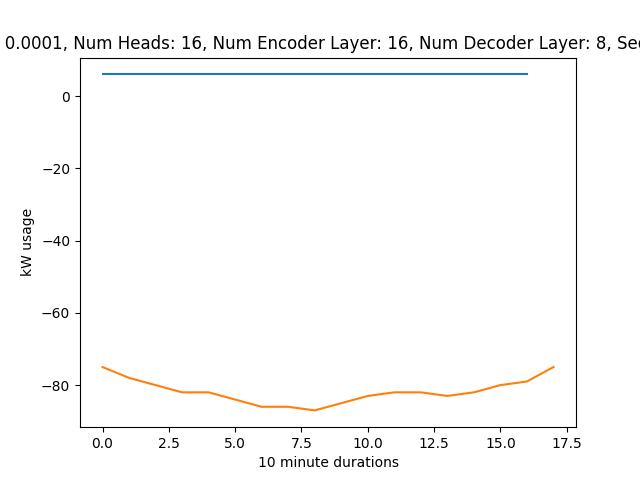 0.0001, Num Heads: 16, Num Encoder Layer: 16, Num Decoder Layer: 8, Se
kW usage
0
−20
−40
−60
−80
0.0 2.5 5.0 7.5 10.0 12.5 15.0 17.5
10 minute durations